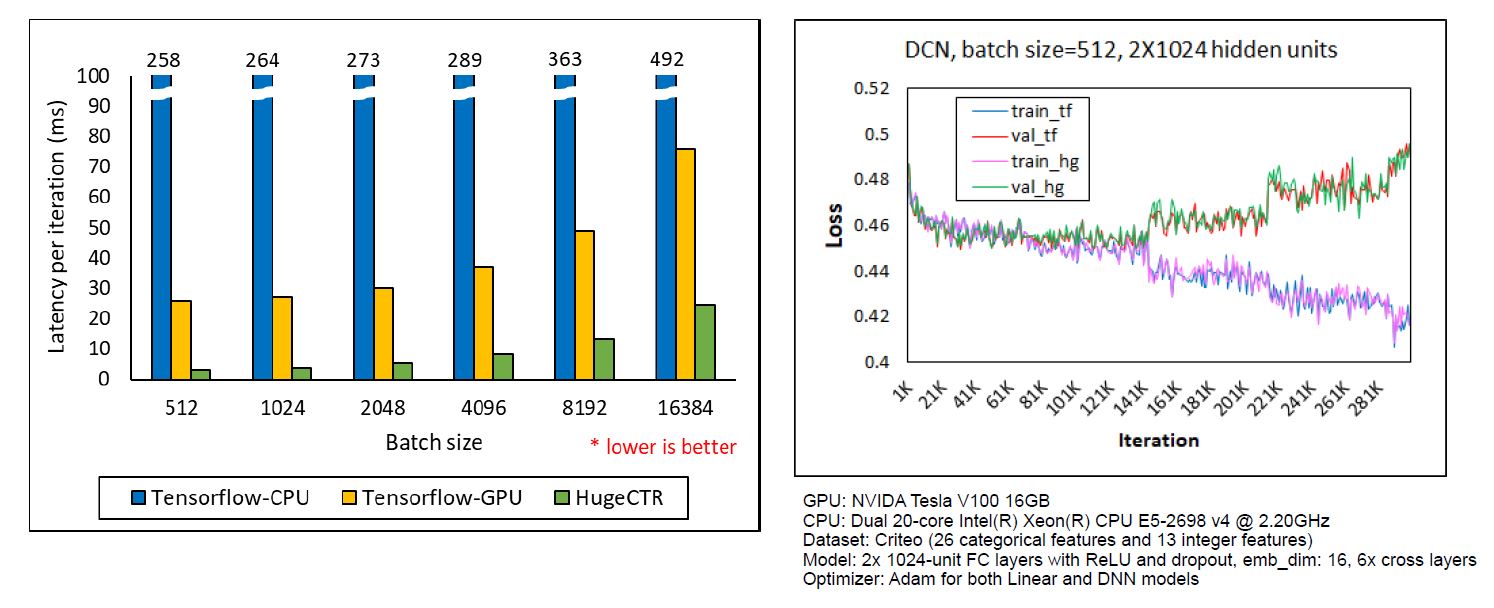 258 264 273 289 363 492
100
90
80
70
60
50
40
30
20
10
0
Latency per iteration (ms)
512 1024 2048 4096 8192 16384
Batch size
* lower is better
Tensorflow-CPU Tensorflow-GPU HugeCTR
DCN, batch size=512, 2X1024 hidden units
0.52
0.5
0.48
0.46
0.44
0.42
0.4
Loss
train_tf
val_tf
train_hg
val_hg
1K 21K 41K 61K 81K 101K 121K 141K 161K 181K 201K 221K 241K 261K 281K
Iteration
GPU: NVIDA Tesla V100 16GB
CPU: Dual 20-core Intel(R) Xeon(R) CPU E5-2698 v4 @ 2.20GHz
Dataset: Criteo (26 categorical features and 13 integer features)
Model: 2x 1024-unit FC layers with ReLU and dropout, emb_dim: 16, 6x cross layers
Optimizer: Adam for both Linear and DNN models